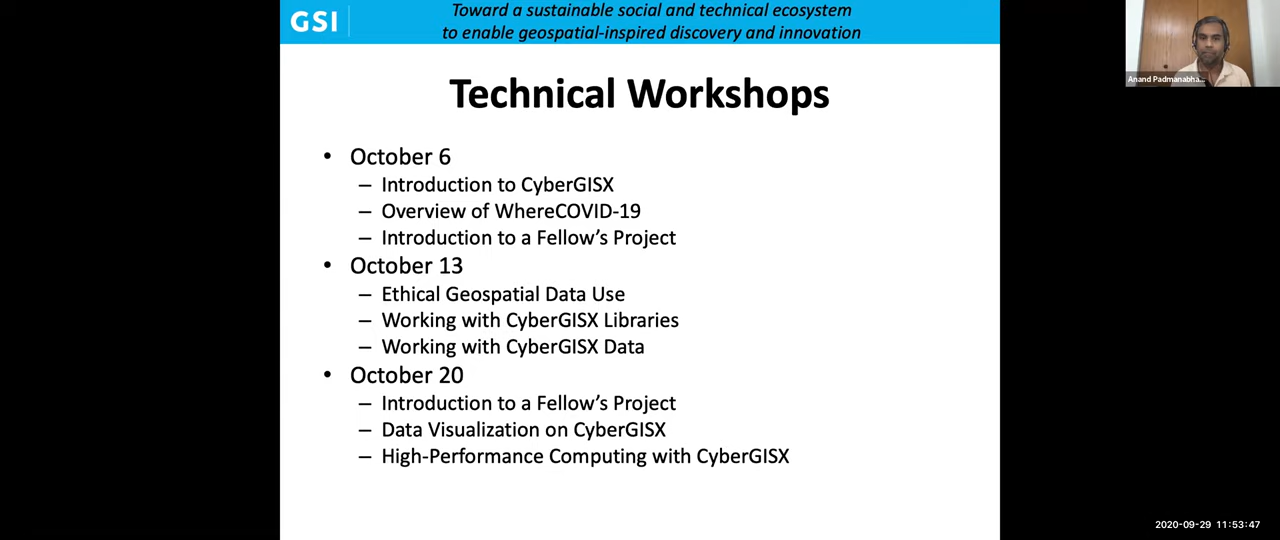 GSI
Toward a sustainable social and technical ecosystem
to enable geospatial-inspired discovery and innovation
Anand Padmanabha...
Technical Workshops
• October 6
– Introduction to CyberGISX
– Overview of WhereCOVID-19
– Introduction to a Fellow's Project
• October 13
– Ethical Geospatial Data Use
– Working with CyberGISX Libraries
– Working with CyberGISX Data
• October 20
– Introduction to a Fellow's Project
– Data Visualization on CyberGISX
– High-Performance Computing with CyberGISX
2020-09-29 11:53:47